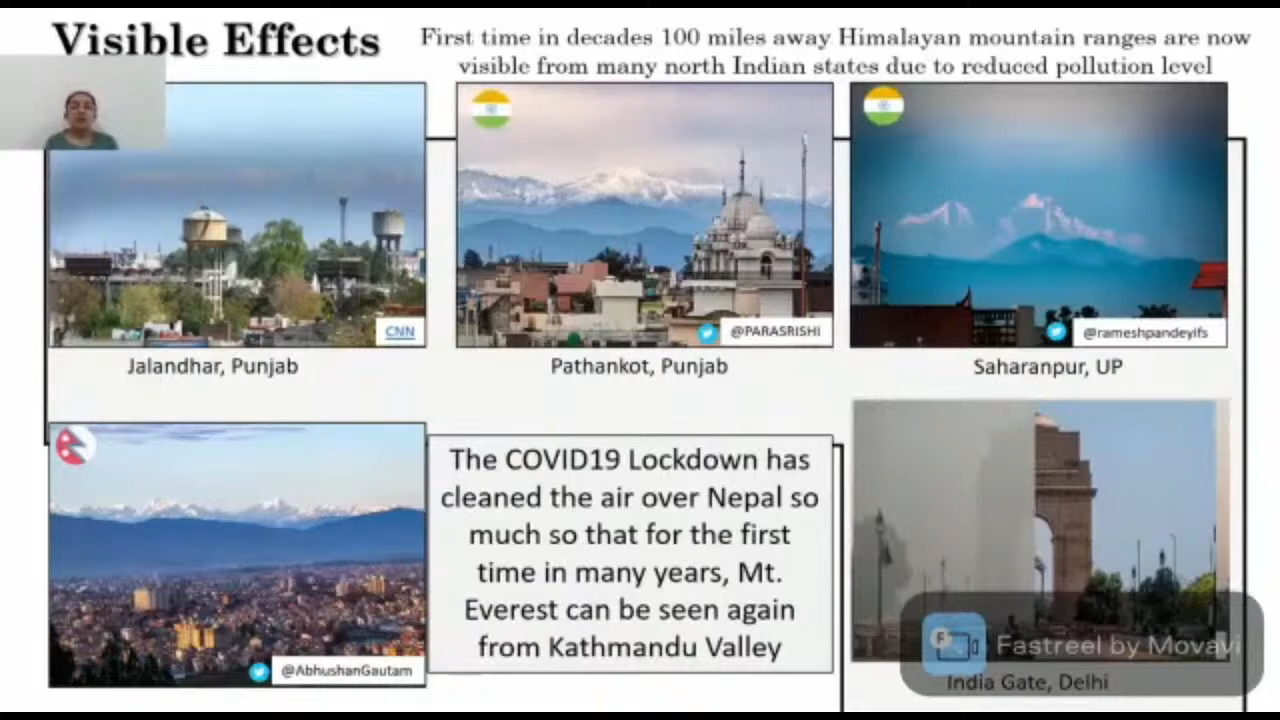 Visible Effects
First time in decades 100 miles away Himalayan mountain ranges are now
visible from many north Indian states due to reduced pollution level
CNN
@PARASRISHI
@rameshpandeyifs
Jalandhar, Punjab
Pathankot, Punjab
Saharanpur, UP
The COVID19 Lockdown has
cleaned the air over Nepal so
much so that for the first
time in many years, Mt.
Everest can be seen again
from Kathmandu Valley
@AbhushanGautam
F
Fastreel by Movavi
India Gate, Delhi